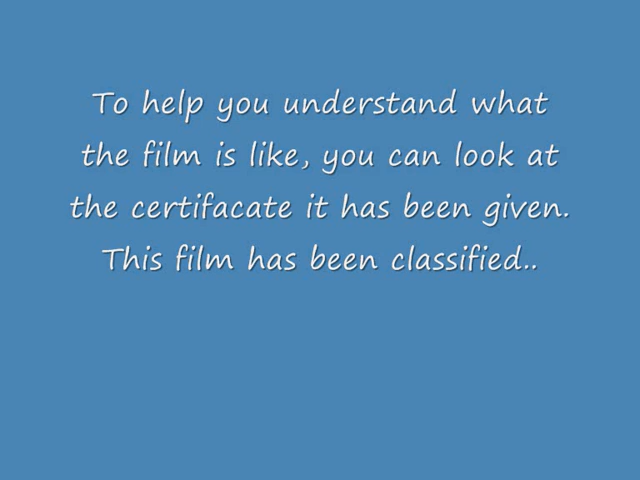 To help you understand what
the film is like, you can look at
the certifacate it has been given.
This film has been classified..